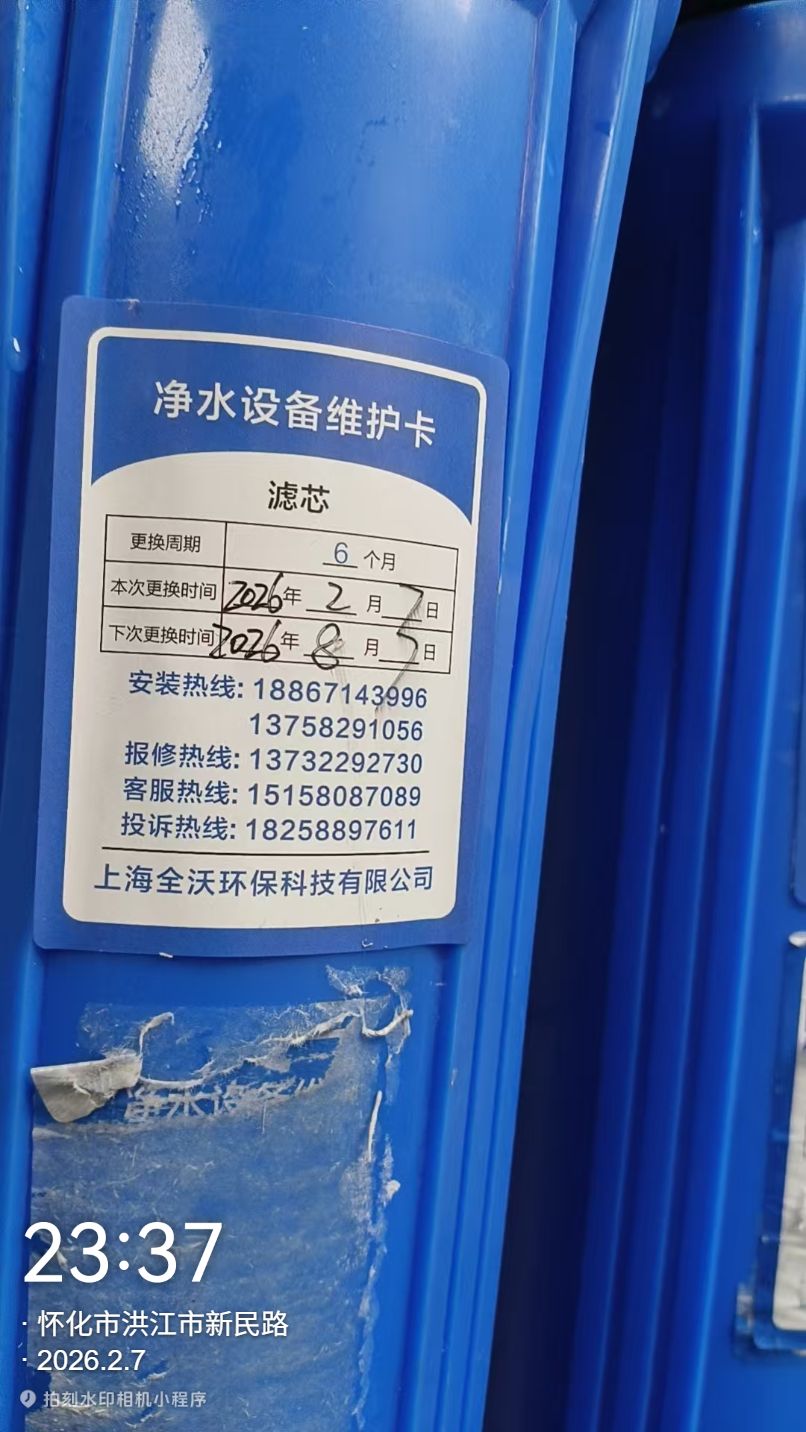 净水设备维护卡
滤芯
更换周期 6 个月
本次更换时间 2026年 2 月 7 日
下次更换时间 2026年 8 月 日
安装热线: 18867143996
13758291056
报修热线: 13732292730
客服热线: 15158087089
投诉热线: 18258897611
上海全沃环保科技有限公司
净水设备
23:37
· 怀化市洪江市新民路
· 2026.2.7
拍刻水印相机小程序